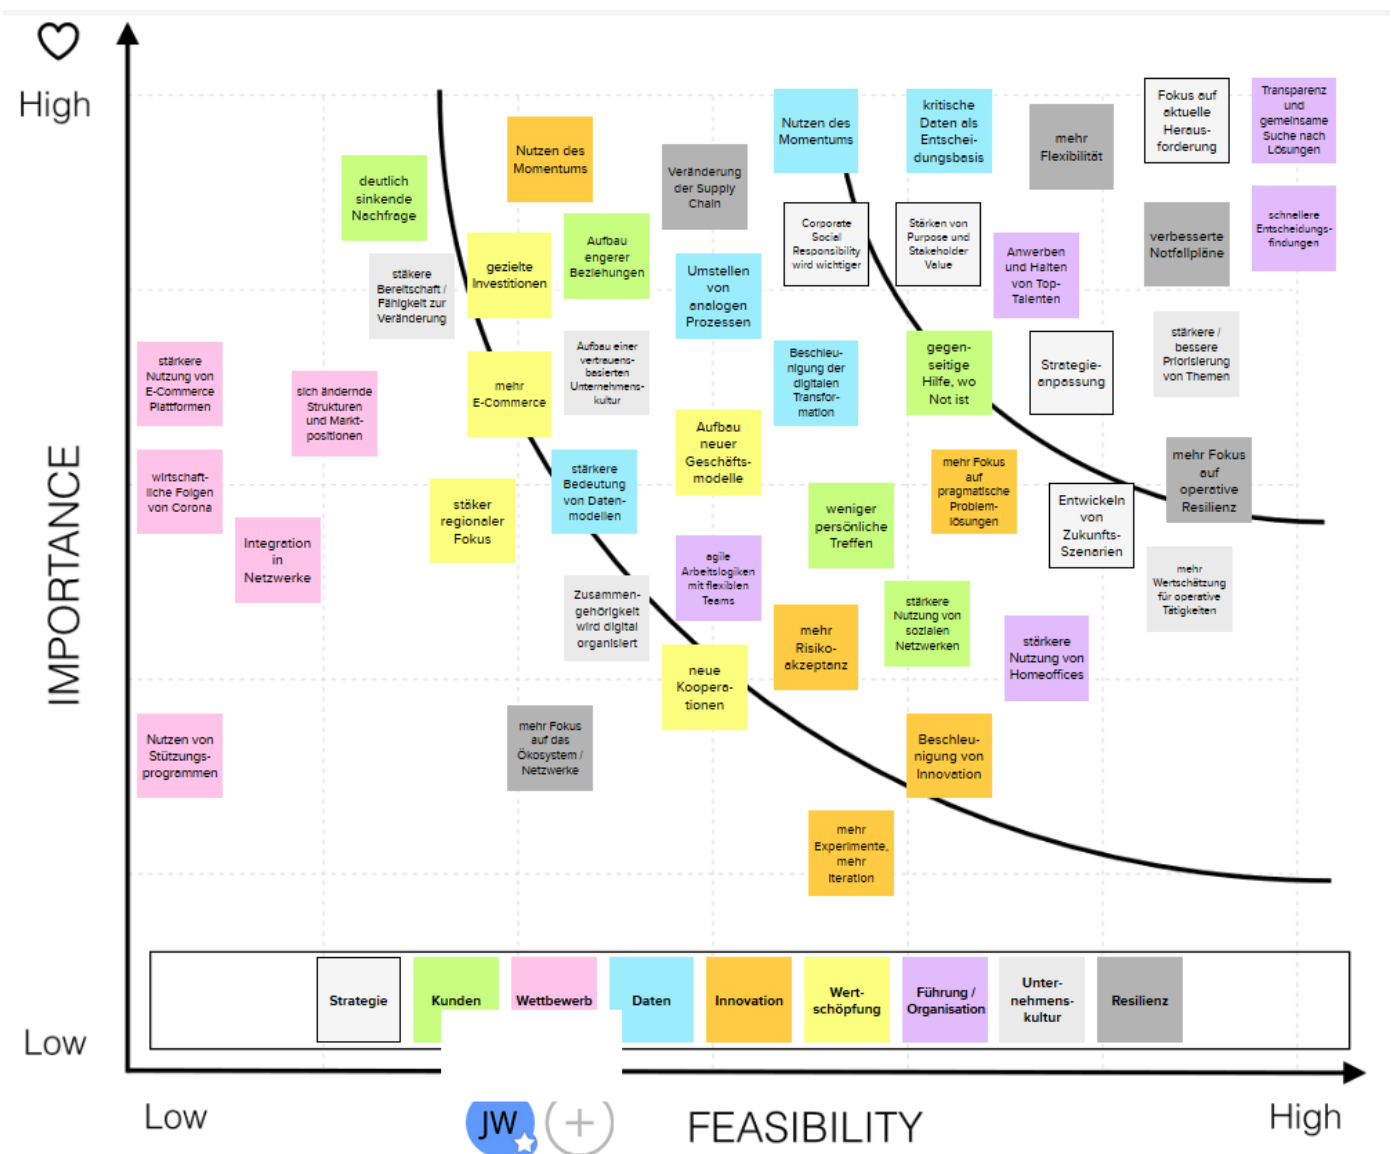 High
IMPORTANCE
Low
Low
FEASIBILITY
High
JW
deutlich
sinkende
Nachfrage
Nutzen des
Momentums
Veränderung
der Supply
Chain
Nutzen des
Momentums
kritische
Daten als
Entschei-
dungsbasis
mehr
Flexibilität
Fokus auf
aktuelle
Heraus-
forderung
Transparenz
und
gemeinsame
Suche nach
Lösungen
stäkere
Bereitschaft /
Fähigkeit zur
Veränderung
gezielte
Investitionen
Aufbau
engerer
Beziehungen
Umstellen
von
analogen
Prozessen
Corporate
Social
Responsibility
wird wichtiger
Stärken von
Purpose und
Stakeholder
Value
Anwerben
und Halten
von Top-
Talenten
verbesserte
Notfallpläne
schnellere
Entscheidungs-
findungen
stärkere
Nutzung von
E-Commerce
Plattformen
sich ändernde
Strukturen
und Markt-
positionen
mehr
E-Commerce
Aufbau einer
vertrauens-
basierten
Unternehmens-
kultur
Beschleu-
nigung der
digitalen
Transfor-
mation
gegen-
seitige
Hilfe, wo
Not ist
Strategie-
anpassung
stärkere /
bessere
Priorisierung
von Themen
wirtschaft-
liche Folgen
von Corona
Integration
in
Netzwerke
stäker
regionaler
Fokus
stärkere
Bedeutung
von Daten-
modellen
Aufbau
neuer
Geschäfts-
modelle
weniger
persönliche
Treffen
mehr Fokus
auf
pragmatische
Problem-
lösungen
Entwickeln
von
Zukunfts-
Szenarien
mehr Fokus
auf
operative
Resilienz
Zusammen-
gehörigkeit
wird digital
organisiert
agile
Arbeitslogiken
mit flexiblen
Teams
mehr
Risiko-
akzeptanz
stärkere
Nutzung von
sozialen
Netzwerken
stärkere
Nutzung von
Homeoffices
mehr
Wertschätzung
für operative
Tätigkeiten
Nutzen von
Stützungs-
programmen
mehr Fokus
auf das
Ökosystem /
Netzwerke
neue
Koopera-
tionen
Beschleu-
nigung von
Innovation
mehr
Experimente,
mehr
Iteration
Strategie
Kunden
Wettbewerb
Daten
Innovation
Wert-
schöpfung
Führung /
Organisation
Unter-
nehmens-
kultur
Resilienz